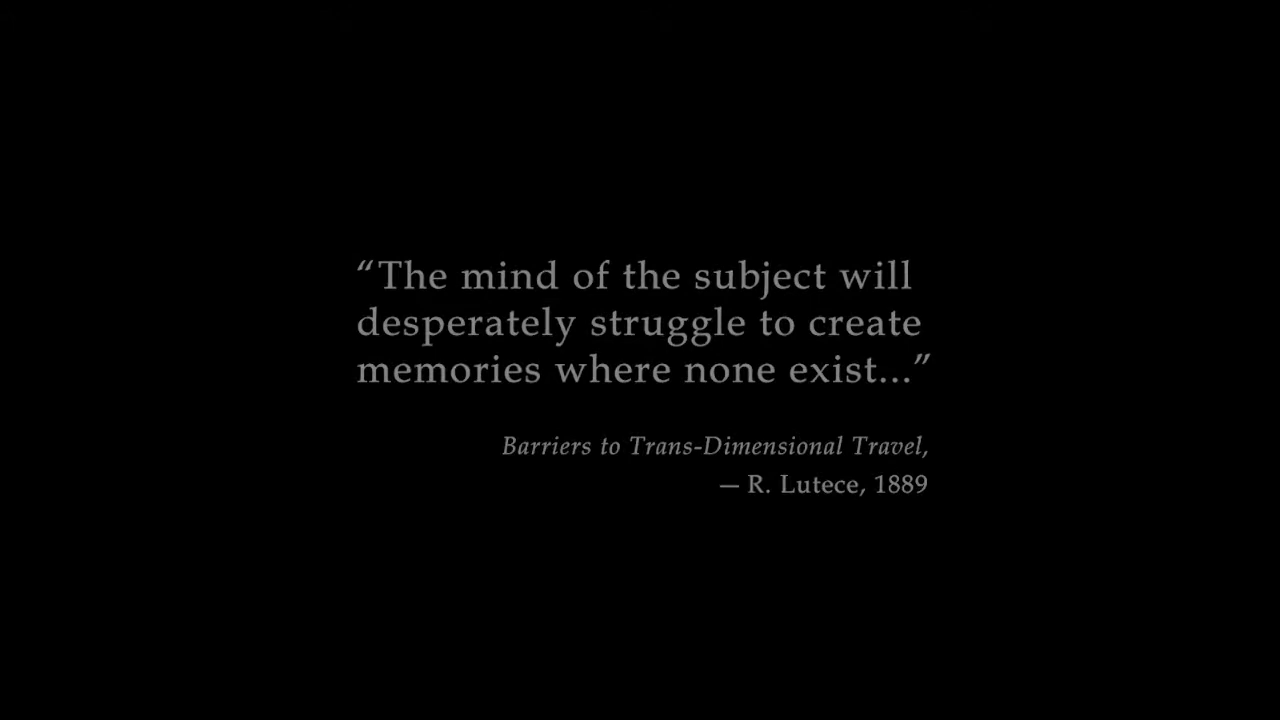 “The mind of the subject will
desperately struggle to create
memories where none exist...”
Barriers to Trans-Dimensional Travel,
— R. Lutece, 1889